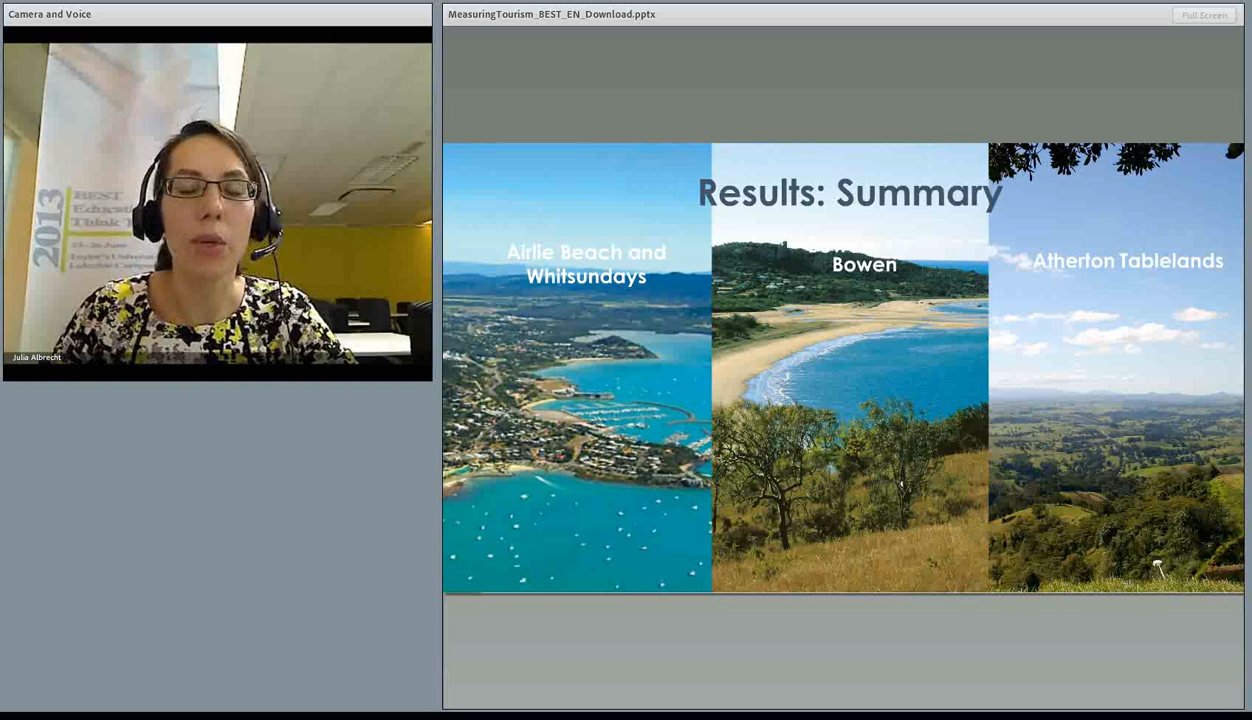 Camera and Voice
2013
BEST
Think T
Julia Albrecht
MeasuringTourism_BEST_EN_Download.pptx
Full Screen
Results: Summary
Airlie Beach and
Whitsundays
Bowen
Atherton Tablelands